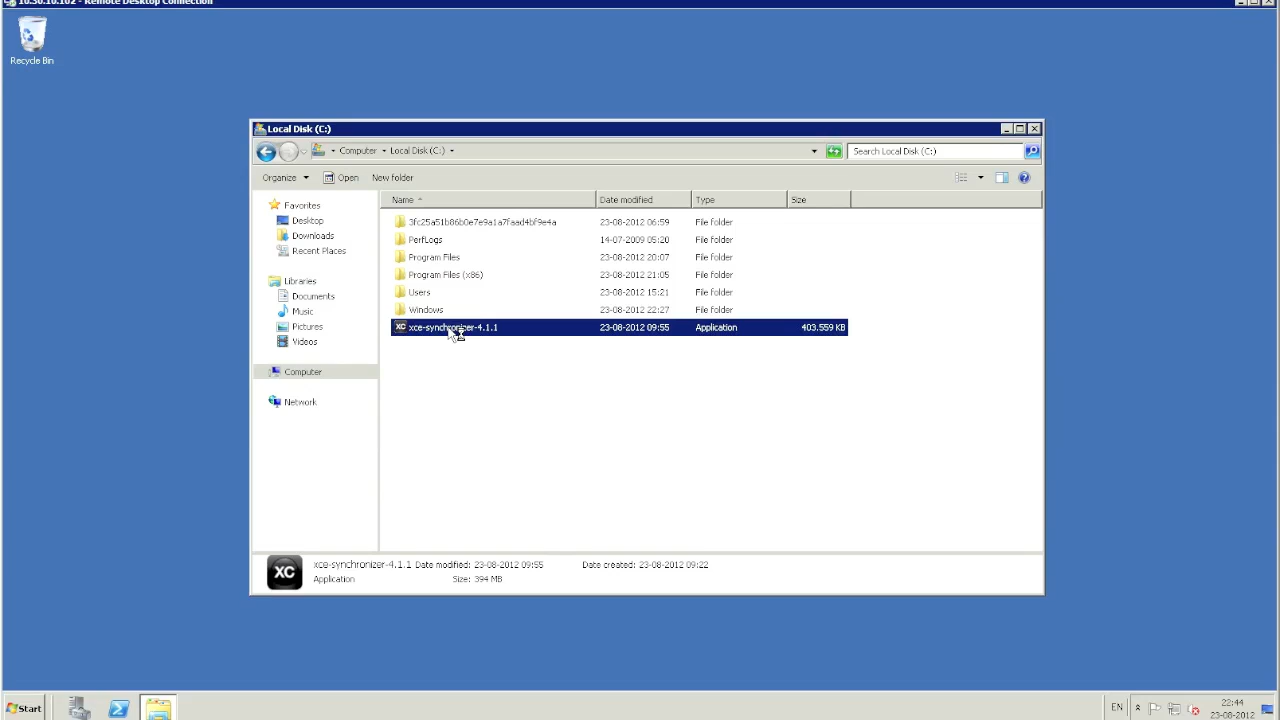 10.30.10.102 - Remote Desktop Connection
Recycle Bin
Local Disk (C:)
Computer Local Disk (C:)
Search Local Disk (C:)
Organize Open New folder
Name Date modified Type Size
Favorites
Desktop
Downloads
Recent Places
Libraries
Documents
Music
Pictures
Videos
Computer
Network
3fc25a51b86b0e7e9a1a7faad4bf9e4a 23-08-2012 06:59 File folder
PerfLogs 14-07-2009 05:20 File folder
Program Files 23-08-2012 20:07 File folder
Program Files (x86) 23-08-2012 21:05 File folder
Users 23-08-2012 15:21 File folder
Windows 23-08-2012 22:27 File folder
XC xce-synchronizer-4.1.1 23-08-2012 09:55 Application 403.559 KB
XC
xce-synchronizer-4.1.1 Date modified: 23-08-2012 09:55 Date created: 23-08-2012 09:22
Application Size: 394 MB
Start
EN
22:44
23-08-2012